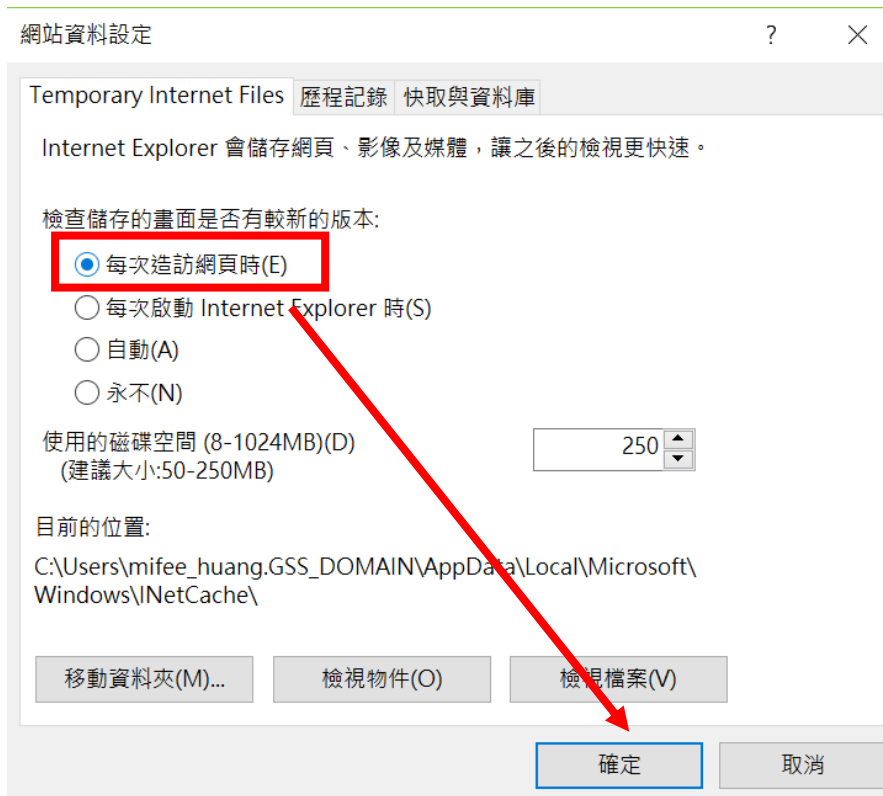 網站資料設定 ?
Temporary Internet Files 歷程記錄 快取與資料庫
Internet Explorer 會儲存網頁、影像及媒體，讓之後的檢視更快速。
檢查儲存的畫面是否有較新的版本:
每次造訪網頁時(E)
每次啟動 Internet Explorer 時(S)
自動(A)
永不(N)
使用的磁碟空間 (8-1024MB)(D) 250
(建議大小:50-250MB)
目前的位置:
C:\Users\mifee_huang.GSS_DOMAIN\AppData\Local\Microsoft\
Windows\INetCache\
移動資料夾(M)... 檢視物件(O) 檢視檔案(V)
確定 取消